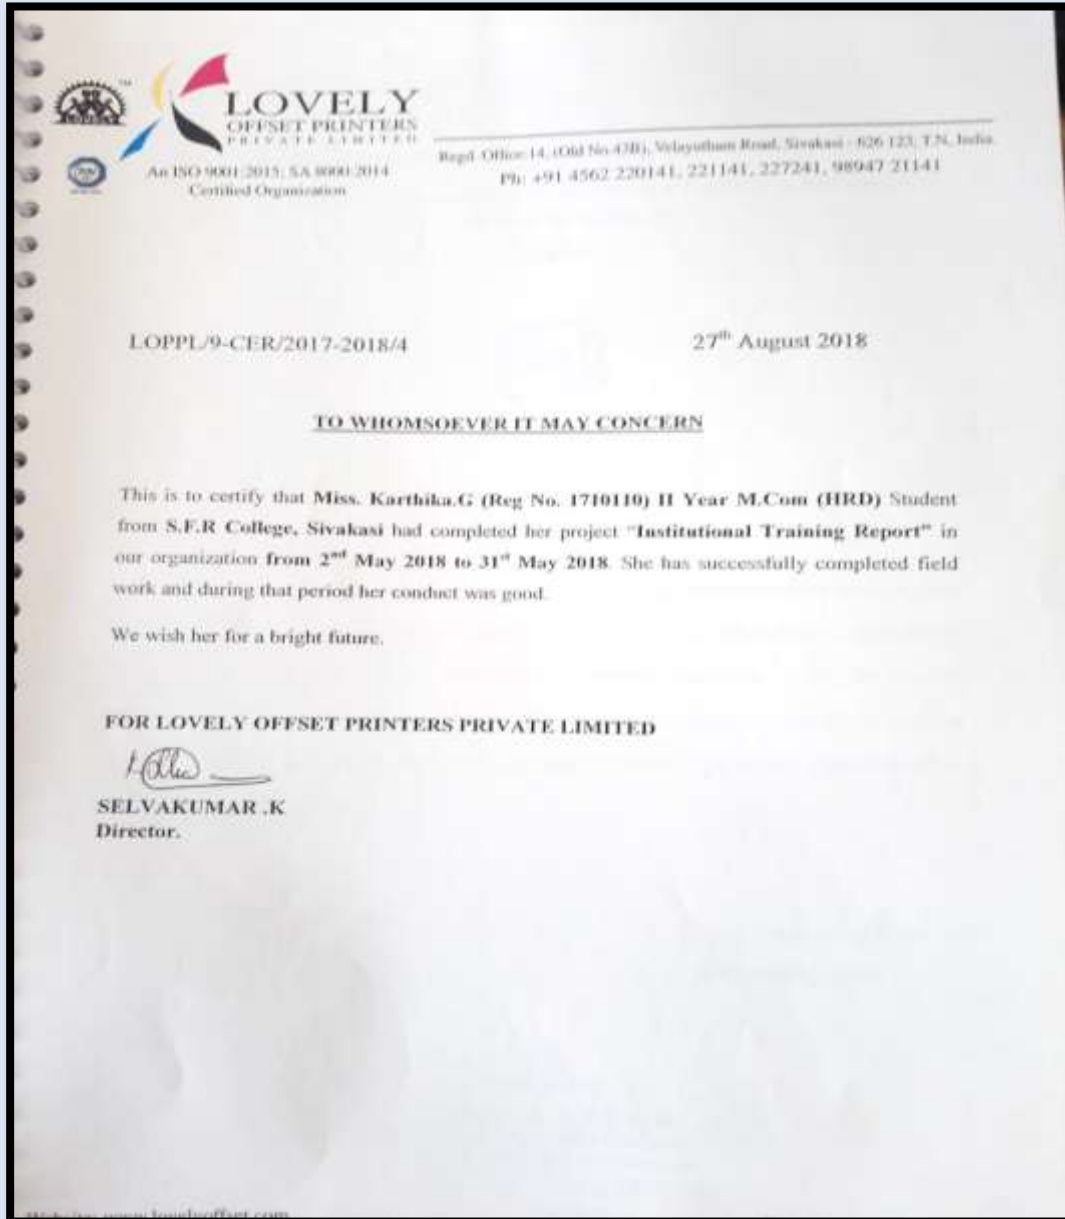 LOVELY
LOVELY
OFFSET PRINTERS
PRIVATE LIMITED
An ISO 9001:2015; SA 8000:2014
Certified Organization
Regd. Office: 14, (Old No.43B), Velayutham Road, Sivakasi - 626 123, T.N. India.
Ph: +91 4562 220141, 221141, 227241, 98947 21141
LOPPL/9-CER/2017-2018/4
27th August 2018
TO WHOMSOEVER IT MAY CONCERN
This is to certify that Miss. Karthika.G (Reg No. 1710110) II Year M.Com (HRD) Student
from S.F.R College, Sivakasi had completed her project "Institutional Training Report" in
our organization from 2nd May 2018 to 31st May 2018. She has successfully completed field
work and during that period her conduct was good.
We wish her for a bright future.
FOR LOVELY OFFSET PRINTERS PRIVATE LIMITED
SELVAKUMAR .K
Director.
Website: www.lovelyoffset.com